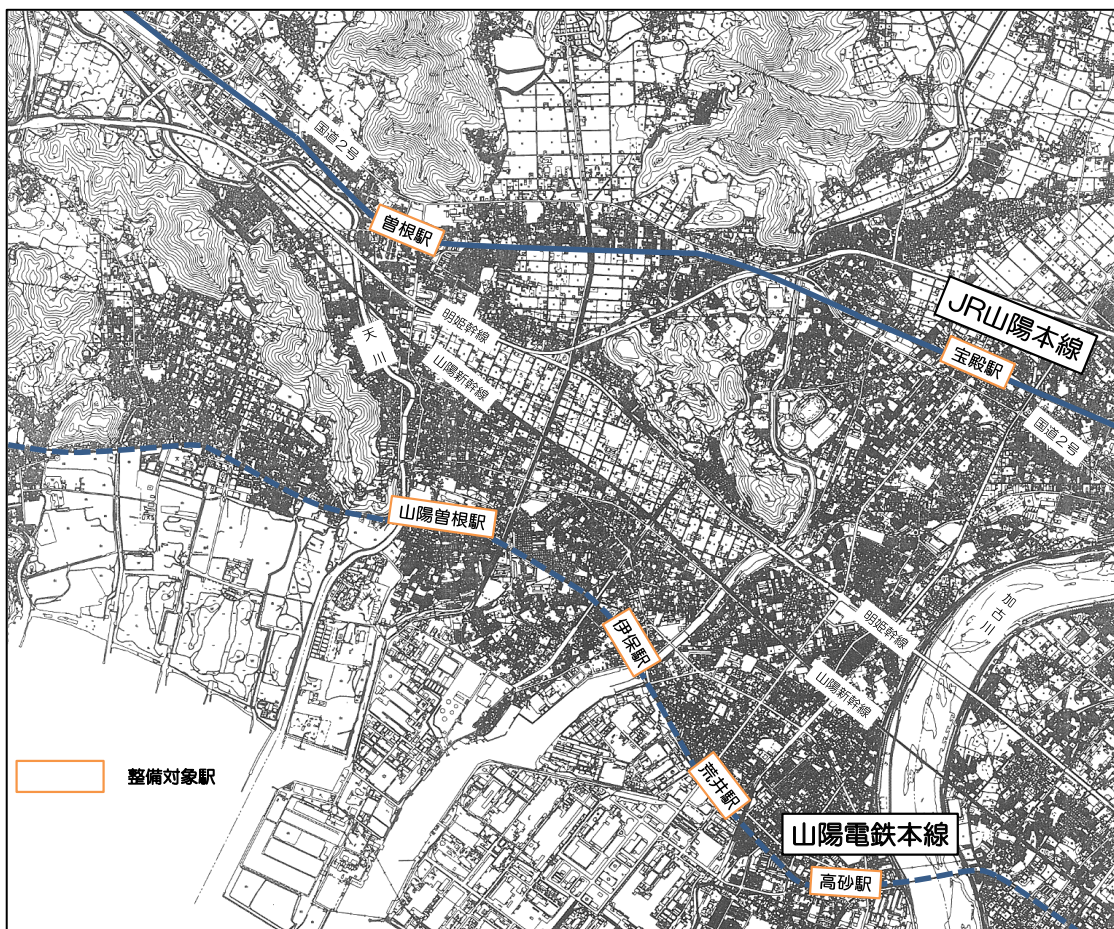 国道2号
曽根駅
明姫幹線
山陽新幹線
天川
JR山陽本線
宝殿駅
国道2号
山陽曽根駅
伊保駅
加古川
明姫幹線
山陽新幹線
荒井駅
整備対象駅
山陽電鉄本線
高砂駅